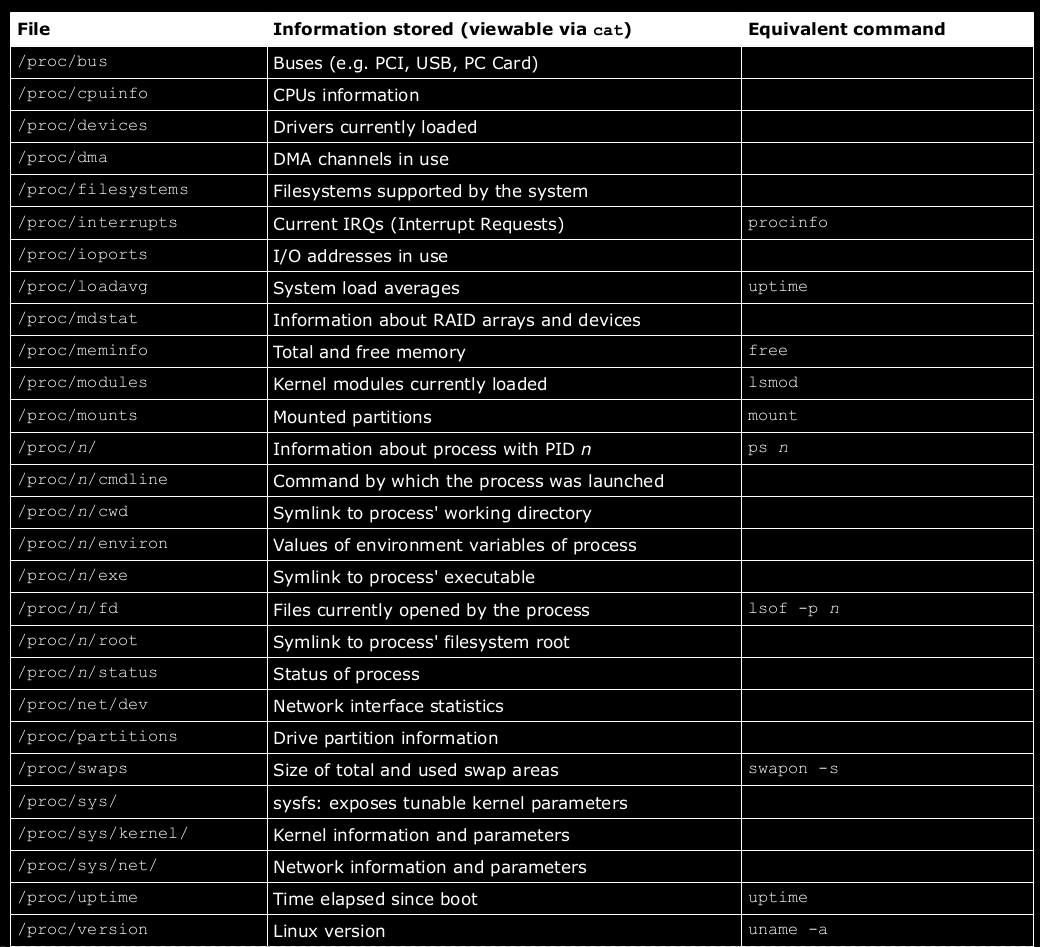 File Information stored (viewable via cat) Equivalent command
/proc/bus Buses (e.g. PCI, USB, PC Card)
/proc/cpuinfo CPUs information
/proc/devices Drivers currently loaded
/proc/dma DMA channels in use
/proc/filesystems Filesystems supported by the system
/proc/interrupts Current IRQs (Interrupt Requests) procinfo
/proc/ioports I/O addresses in use
/proc/loadavg System load averages uptime
/proc/mdstat Information about RAID arrays and devices
/proc/meminfo Total and free memory free
/proc/modules Kernel modules currently loaded lsmod
/proc/mounts Mounted partitions mount
/proc/n/ Information about process with PID n ps n
/proc/n/cmdline Command by which the process was launched
/proc/n/cwd Symlink to process' working directory
/proc/n/environ Values of environment variables of process
/proc/n/exe Symlink to process' executable
/proc/n/fd Files currently opened by the process lsof -p n
/proc/n/root Symlink to process' filesystem root
/proc/n/status Status of process
/proc/net/dev Network interface statistics
/proc/partitions Drive partition information
/proc/swaps Size of total and used swap areas swapon -s
/proc/sys/ sysfs: exposes tunable kernel parameters
/proc/sys/kernel/ Kernel information and parameters
/proc/sys/net/ Network information and parameters
/proc/uptime Time elapsed since boot uptime
/proc/version Linux version uname -a